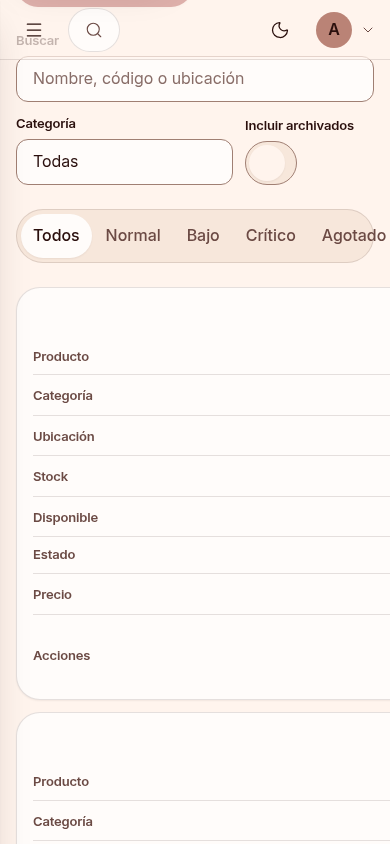 A
Buscar
Nombre, código o ubicación
Categoría
Incluir archivados
Todas
Todos Normal Bajo Crítico Agotado
Producto
Categoría
Ubicación
Stock
Disponible
Estado
Precio
Acciones
Producto
Categoría